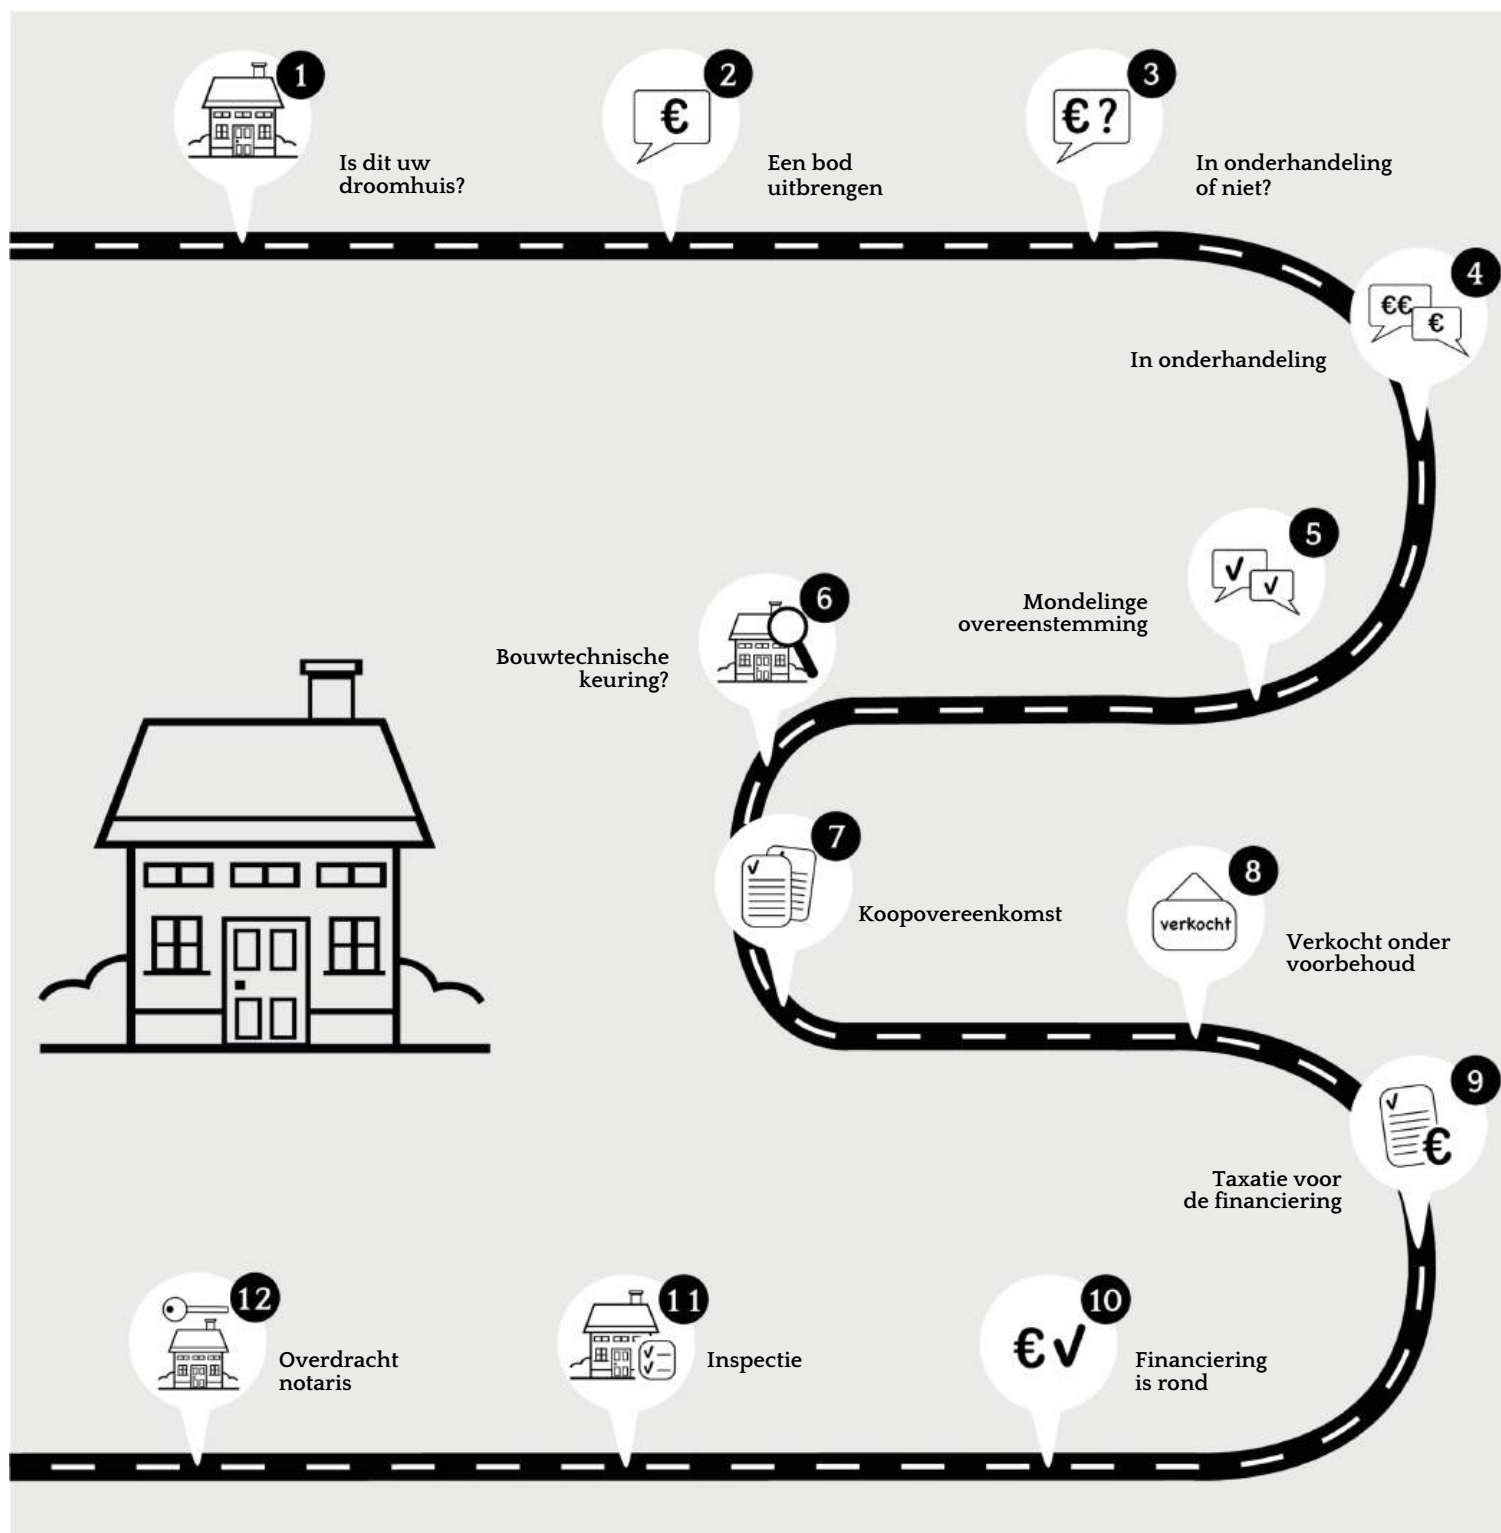 1
Is dit uw
droomhuis?
2
€
Een bod
uitbrengen
3
€ ?
In onderhandeling
of niet?
4
€€
€
In onderhandeling
5
Mondelinge
overeenstemming
6
Bouwtechnische
keuring?
7
Koopovereenkomst
8
verkocht
Verkocht onder
voorbehoud
9
€
Taxatie voor
de financiering
10
€
Financiering
is rond
11
Inspectie
12
Overdracht
notaris